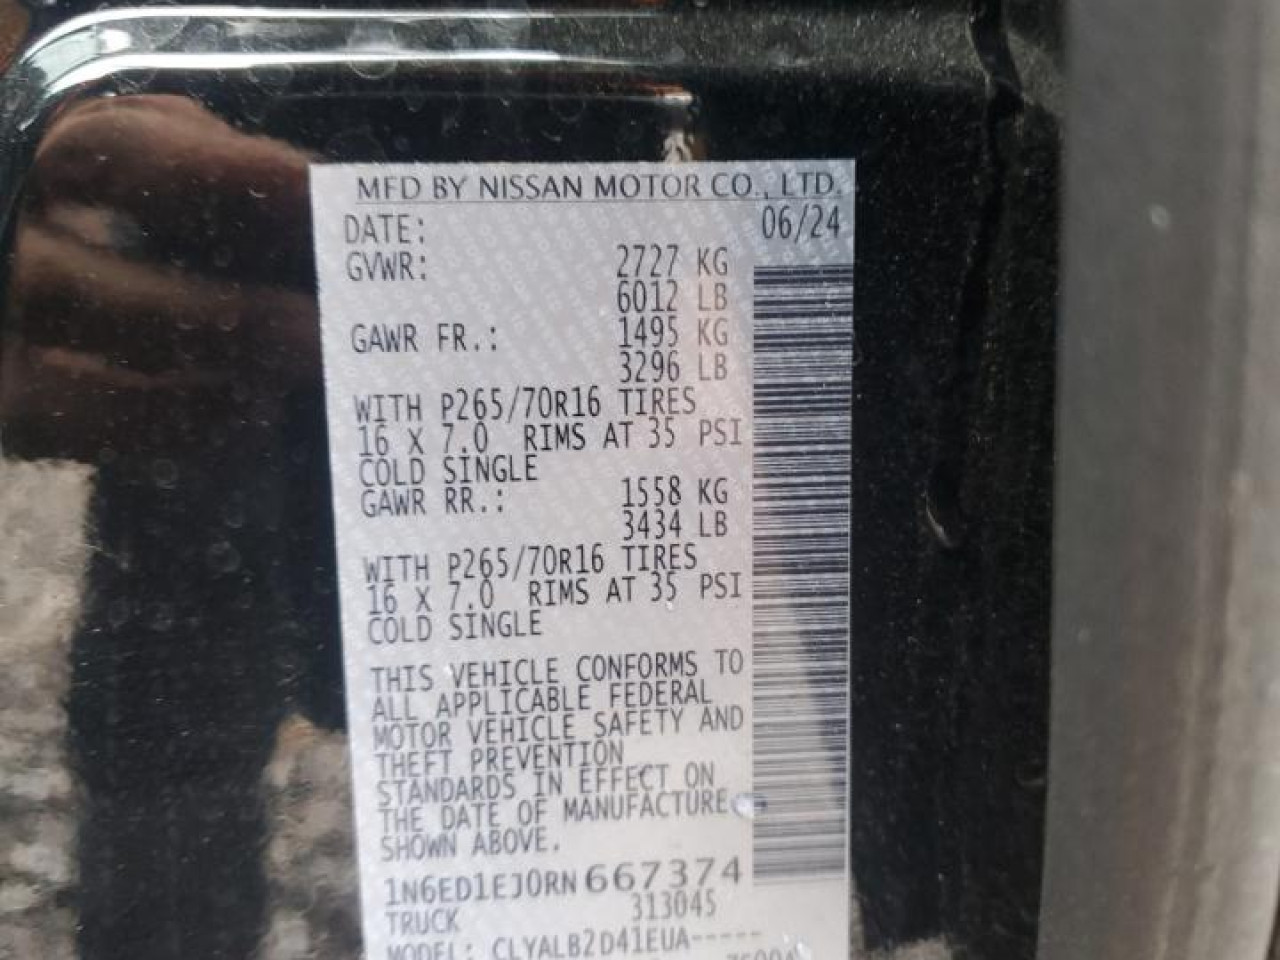 MFD BY NISSAN MOTOR CO., LTD.
DATE: 06/24
GVWR: 2727 KG
6012 LB
GAWR FR.: 1495 KG
3296 LB
WITH P265/70R16 TIRES
16 X 7.0 RIMS AT 35 PSI
COLD SINGLE
GAWR RR.: 1558 KG
3434 LB
WITH P265/70R16 TIRES
16 X 7.0 RIMS AT 35 PSI
COLD SINGLE
THIS VEHICLE CONFORMS TO
ALL APPLICABLE FEDERAL
MOTOR VEHICLE SAFETY AND
THEFT PREVENTION
STANDARDS IN EFFECT ON
THE DATE OF MANUFACTURE
SHOWN ABOVE.
1N6ED1EJ0RN667374
TRUCK 313045
MODEL: CLYALB2D41EUA-----